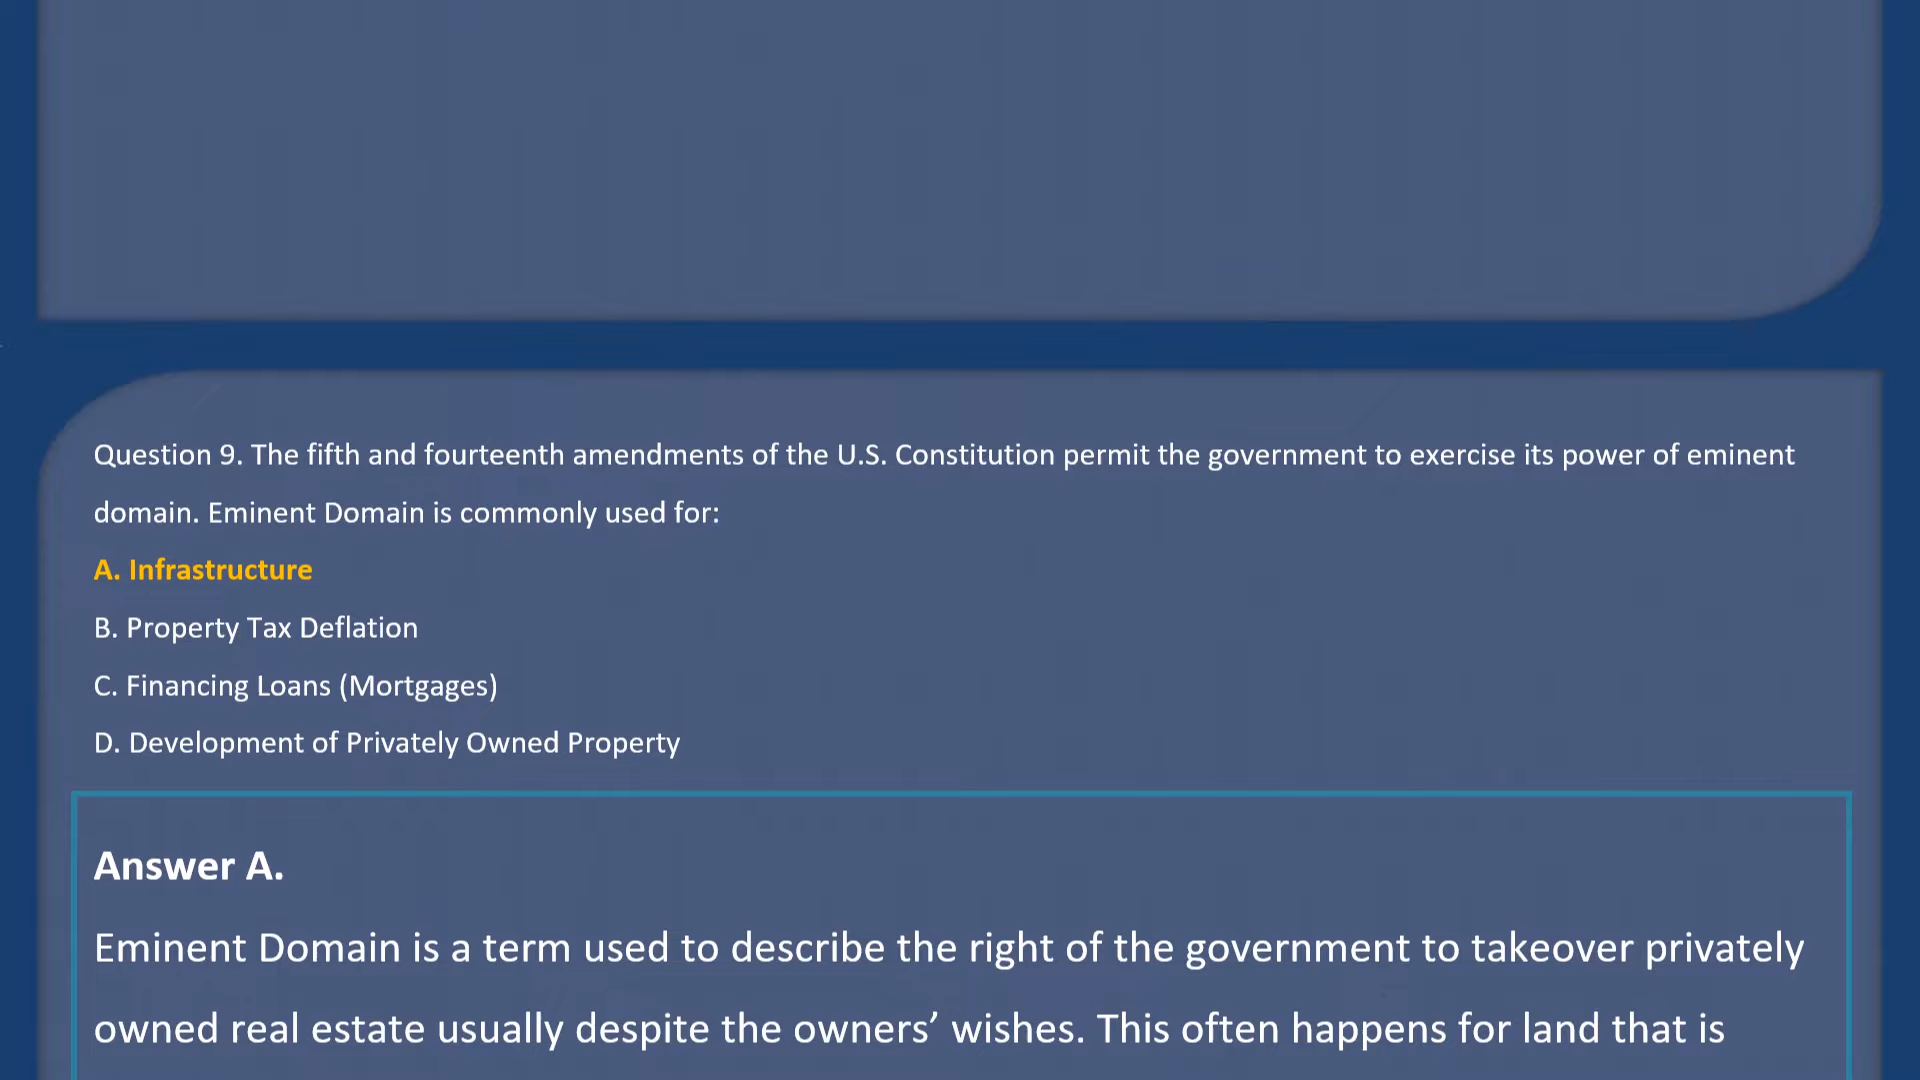 Question 9. The fifth and fourteenth amendments of the U.S. Constitution permit the government to exercise its power of eminent
domain. Eminent Domain is commonly used for:
A. Infrastructure
B. Property Tax Deflation
C. Financing Loans (Mortgages)
D. Development of Privately Owned Property
Answer A.
Eminent Domain is a term used to describe the right of the government to takeover privately
owned real estate usually despite the owners’ wishes. This often happens for land that is